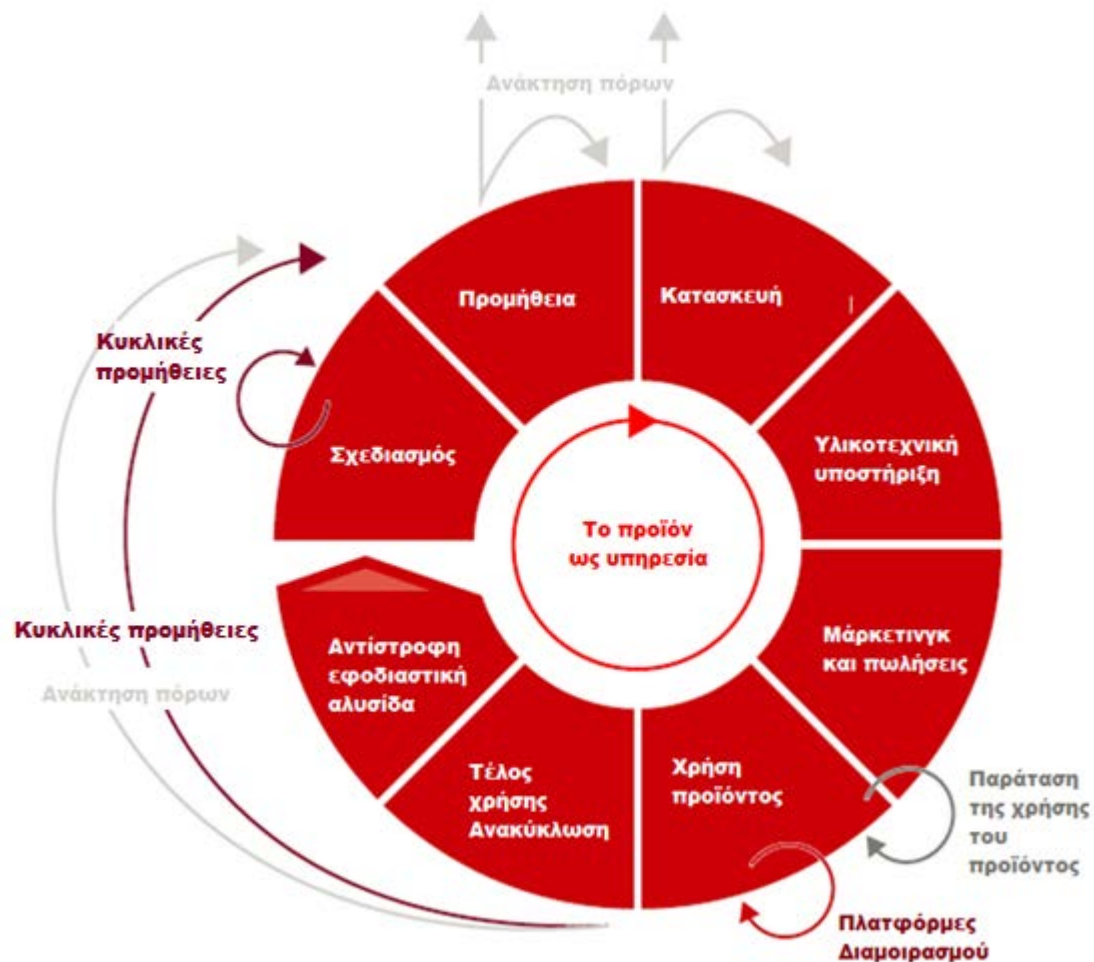 Ανάκτηση πόρων
Προμήθεια
Κατασκευή
Κυκλικές
προμήθειες
Σχεδιασμός
Υλικοτεχνική
υποστήριξη
Το προϊόν
ως υπηρεσία
Κυκλικές προμήθειες
Ανάκτηση πόρων
Αντίστροφη
εφοδιαστική
αλυσίδα
Μάρκετινγκ
και πωλήσεις
Τέλος
χρήσης
Ανακύκλωση
Χρήση
προϊόντος
Παράταση
της χρήσης
του
προϊόντος
Πλατφόρμες
Διαμοιρασμού